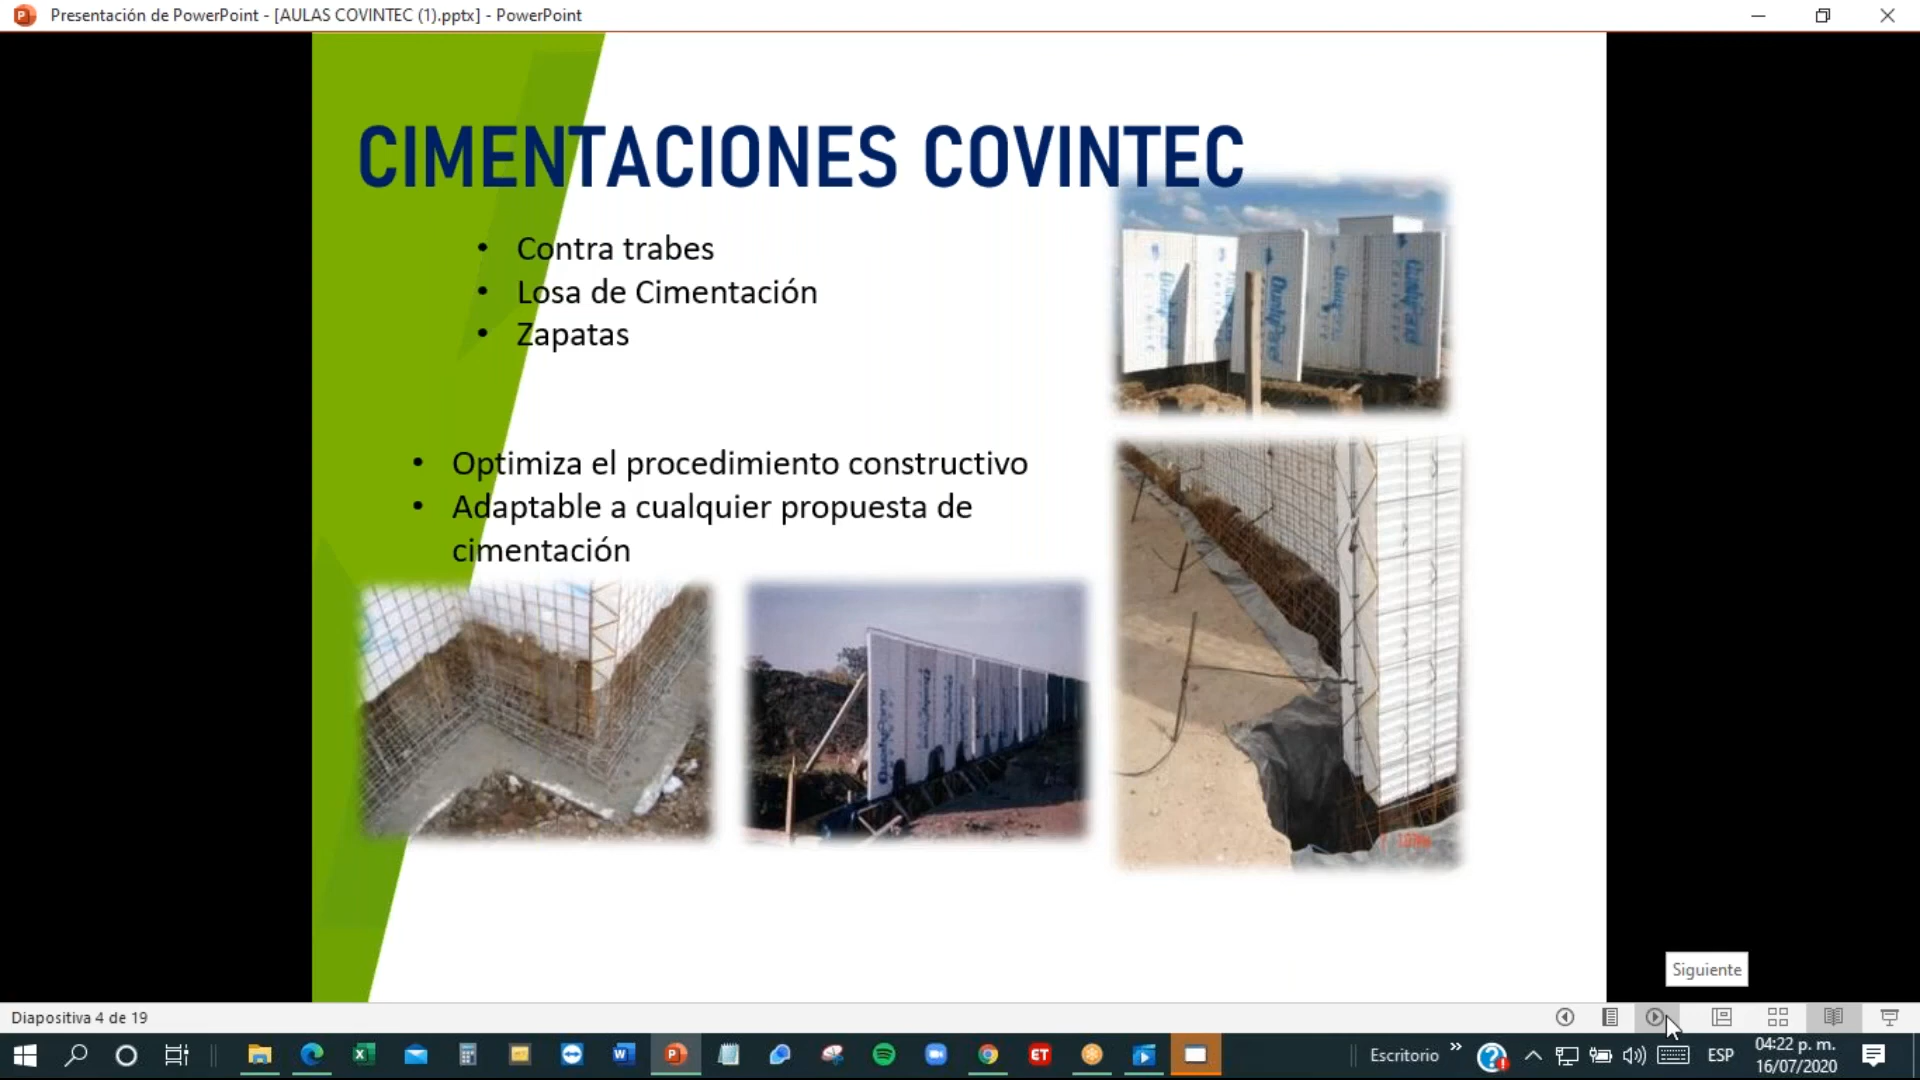 Presentación de PowerPoint - [AULAS COVINTEC (1).pptx] - PowerPoint
CIMENTACIONES COVINTEC
• Contra trabes
• Losa de Cimentación
• Zapatas
• Optimiza el procedimiento constructivo
• Adaptable a cualquier propuesta de
cimentación
Siguiente
Diapositiva 4 de 19
Escritorio
ESP
04:22 p. m.
16/07/2020
ET